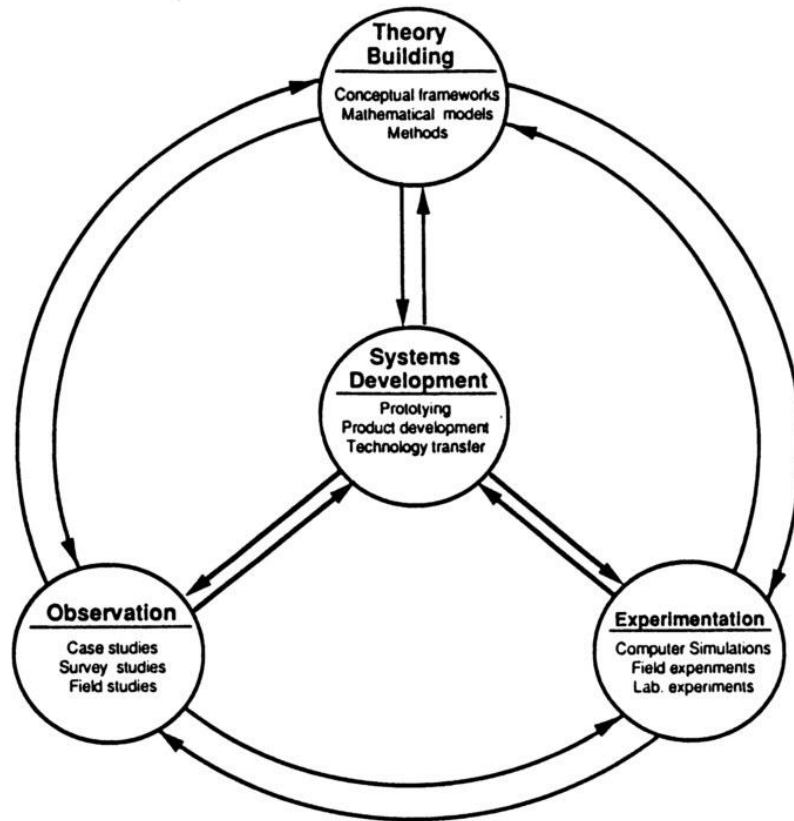 Theory
Building
Conceptual frameworks
Mathematical models
Methods
Systems
Development
Prototying
Product development
Technology transfer
Observation
Case studies
Survey studies
Field studies
Experimentation
Computer Simulations
Field experiments
Lab. experiments